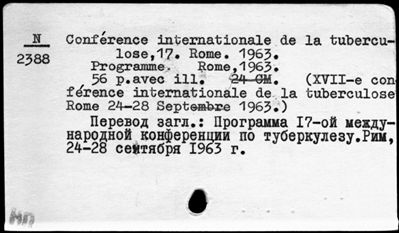 N
2388
Conférence internationale de la tubercu-
lose,17. Rome. 1963.
Programme. Rome,1963.
56 p.avec ill. 24 CM. (XVII-e con
férence internationale de la tuberculose
Rome 24-28 Septembre 1963.)
Перевод загл.: Программа I7-ой между-
народной конференции по туберкулезу.Рим,
24-28 сентября I963 г.